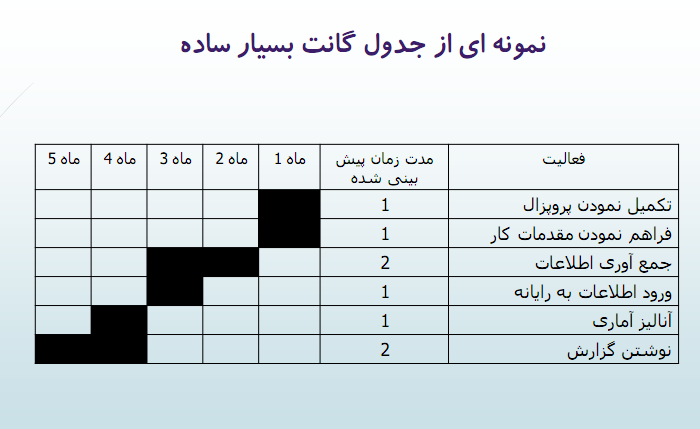 نمونه ای از جدول گانت بسیار ساده
فعالیت	مدت زمان پیش بینی شده	ماه 1	ماه 2	ماه 3	ماه 4	ماه 5
تکمیل نمودن پروپزال	1
فراهم نمودن مقدمات کار	1
جمع آوری اطلاعات	2
ورود اطلاعات به رایانه	1
آنالیز آماری	1
نوشتن گزارش	2